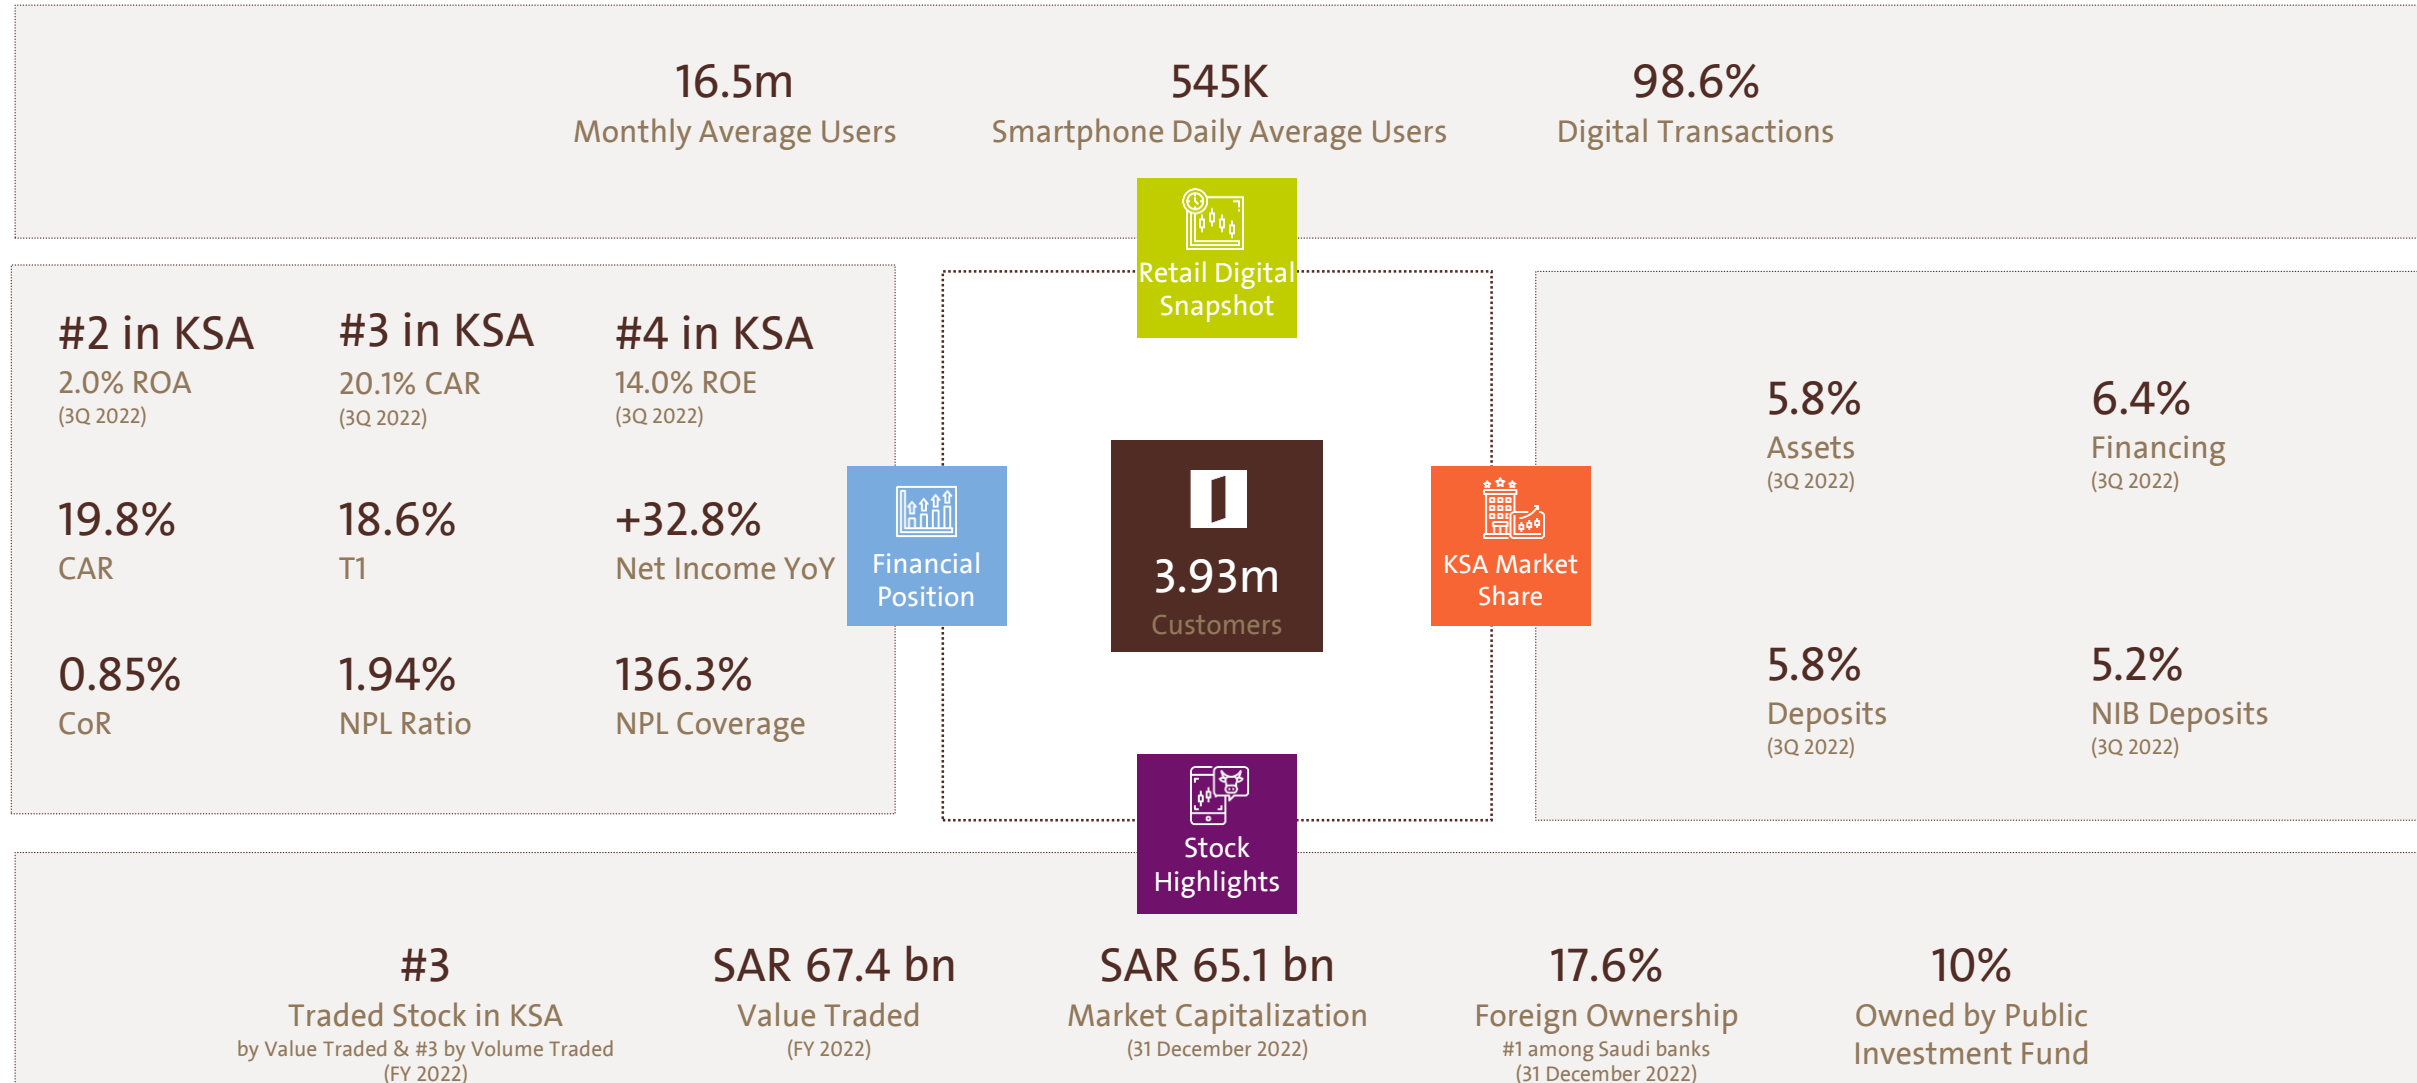 16.5m
Monthly Average Users
545K
Smartphone Daily Average Users
98.6%
Digital Transactions
Retail Digital
Snapshot
#2 in KSA
2.0% ROA
(3Q 2022)
#3 in KSA
20.1% CAR
(3Q 2022)
#4 in KSA
14.0% ROE
(3Q 2022)
19.8%
CAR
18.6%
T1
+32.8%
Net Income YoY
0.85%
CoR
1.94%
NPL Ratio
136.3%
NPL Coverage
Financial
Position
3.93m
Customers
KSA Market
Share
5.8%
Assets
(3Q 2022)
6.4%
Financing
(3Q 2022)
5.8%
Deposits
(3Q 2022)
5.2%
NIB Deposits
(3Q 2022)
Stock
Highlights
#3
Traded Stock in KSA
by Value Traded & #3 by Volume Traded
(FY 2022)
SAR 67.4 bn
Value Traded
(FY 2022)
SAR 65.1 bn
Market Capitalization
(31 December 2022)
17.6%
Foreign Ownership
#1 among Saudi banks
(31 December 2022)
10%
Owned by Public
Investment Fund